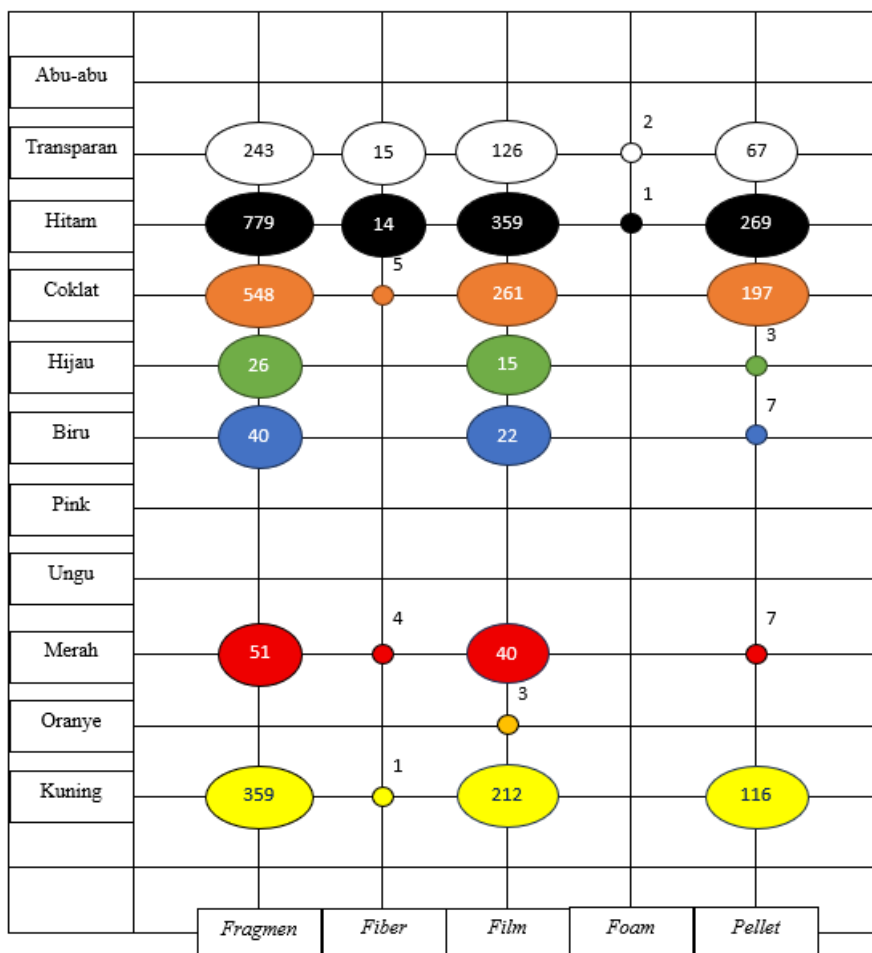 Abu-abu
Transparan 243 15 126 2 67
Hitam 779 14 359 1 269
Coklat 548 5 261 197
Hijau 26 15 3
Biru 40 22 7
Pink
Ungu
Merah 51 4 40 7
Oranye 3
Kuning 359 1 212 116
Fragmen Fiber Film Foam Pellet